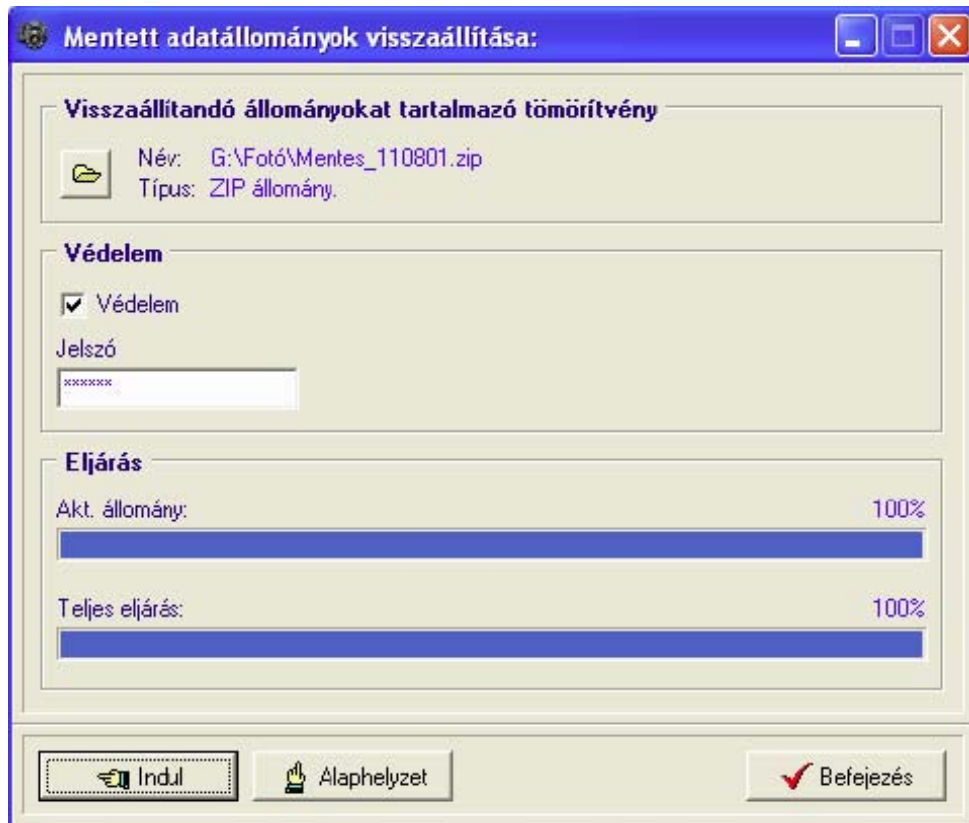 Mentett adatállományok visszaállítása:
Visszaállítandó állományokat tartalmazó tömörítvény
Név: G:\Fotó\Mentes_110801.zip
Típus: ZIP állomány.
Védelem
Védelem
Jelszó
******
Eljárás
Akt. állomány: 100%
Teljes eljárás: 100%
Indul Alaphelyzet Befejezés